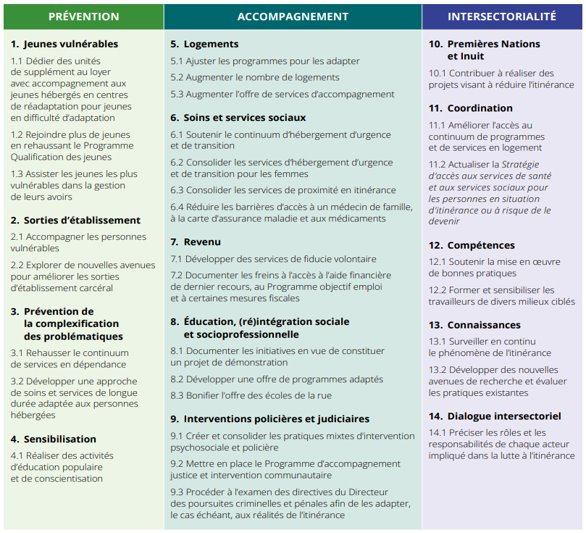 PRÉVENTION
1. Jeunes vulnérables
1.1 Dédier des unités
de supplément au loyer
avec accompagnement aux
jeunes hébergés en centres
de réadaptation pour jeunes
en difficulté d'adaptation
1.2 Rejoindre plus de jeunes
en rehaussant le Programme
Qualification des jeunes
1.3 Assister les jeunes les plus
vulnérables dans la gestion
de leurs avoirs
2. Sorties d'établissement
2.1 Accompagner les personnes
vulnérables
2.2 Explorer de nouvelles avenues
pour améliorer les sorties
d'établissement carcéral
3. Prévention de
la complexification
des problématiques
3.1 Rehausser le continuum
de services en dépendance
3.2 Développer une approche
de soins et services de longue
durée adaptée aux personnes
hébergées
4. Sensibilisation
4.1 Réaliser des activités
d'éducation populaire
et de conscientisation
ACCOMPAGNEMENT
5. Logements
5.1 Ajuster les programmes pour les adapter
5.2 Augmenter le nombre de logements
5.3 Augmenter l'offre de services d'accompagnement
6. Soins et services sociaux
6.1 Soutenir le continuum d'hébergement d'urgence
et de transition
6.2 Consolider les services d'hébergement d'urgence
et de transition pour les femmes
6.3 Consolider les services de proximité en itinérance
6.4 Réduire les barrières d'accès à un médecin de famille,
à la carte d'assurance maladie et aux médicaments
7. Revenu
7.1 Développer des services de fiducie volontaire
7.2 Documenter les freins à l'accès à l'aide financière
de dernier recours, au Programme objectif emploi
et à certaines mesures fiscales
8. Éducation, (ré)intégration sociale
et socioprofessionnelle
8.1 Documenter les initiatives en vue de constituer
un projet de démonstration
8.2 Développer une offre de programmes adaptés
8.3 Bonifier l'offre des écoles de la rue
9. Interventions policières et judiciaires
9.1 Créer et consolider les pratiques mixtes d'intervention
psychosociale et policière
9.2 Mettre en place le Programme d'accompagnement
justice et intervention communautaire
9.3 Procéder à l'examen des directives du Directeur
des poursuites criminelles et pénales afin de les adapter,
le cas échéant, aux réalités de l'itinérance
INTERSECTORIALITÉ
10. Premières Nations
et Inuit
10.1 Contribuer à réaliser des
projets visant à réduire l'itinérance
11. Coordination
11.1 Améliorer l'accès au
continuum de programmes
et de services en logement
11.2 Actualiser la Stratégie
d'accès aux services de santé
et aux services sociaux pour
les personnes en situation
d'itinérance ou à risque de le
devenir
12. Compétences
12.1 Soutenir la mise en œuvre
de bonnes pratiques
12.2 Former et sensibiliser les
travailleurs de divers milieux ciblés
13. Connaissances
13.1 Surveiller en continu
le phénomène de l'itinérance
13.2 Développer des nouvelles
avenues de recherche et évaluer
les pratiques existantes
14. Dialogue intersectoriel
14.1 Préciser les rôles et les
responsabilités de chaque acteur
impliqué dans la lutte à l'itinérance